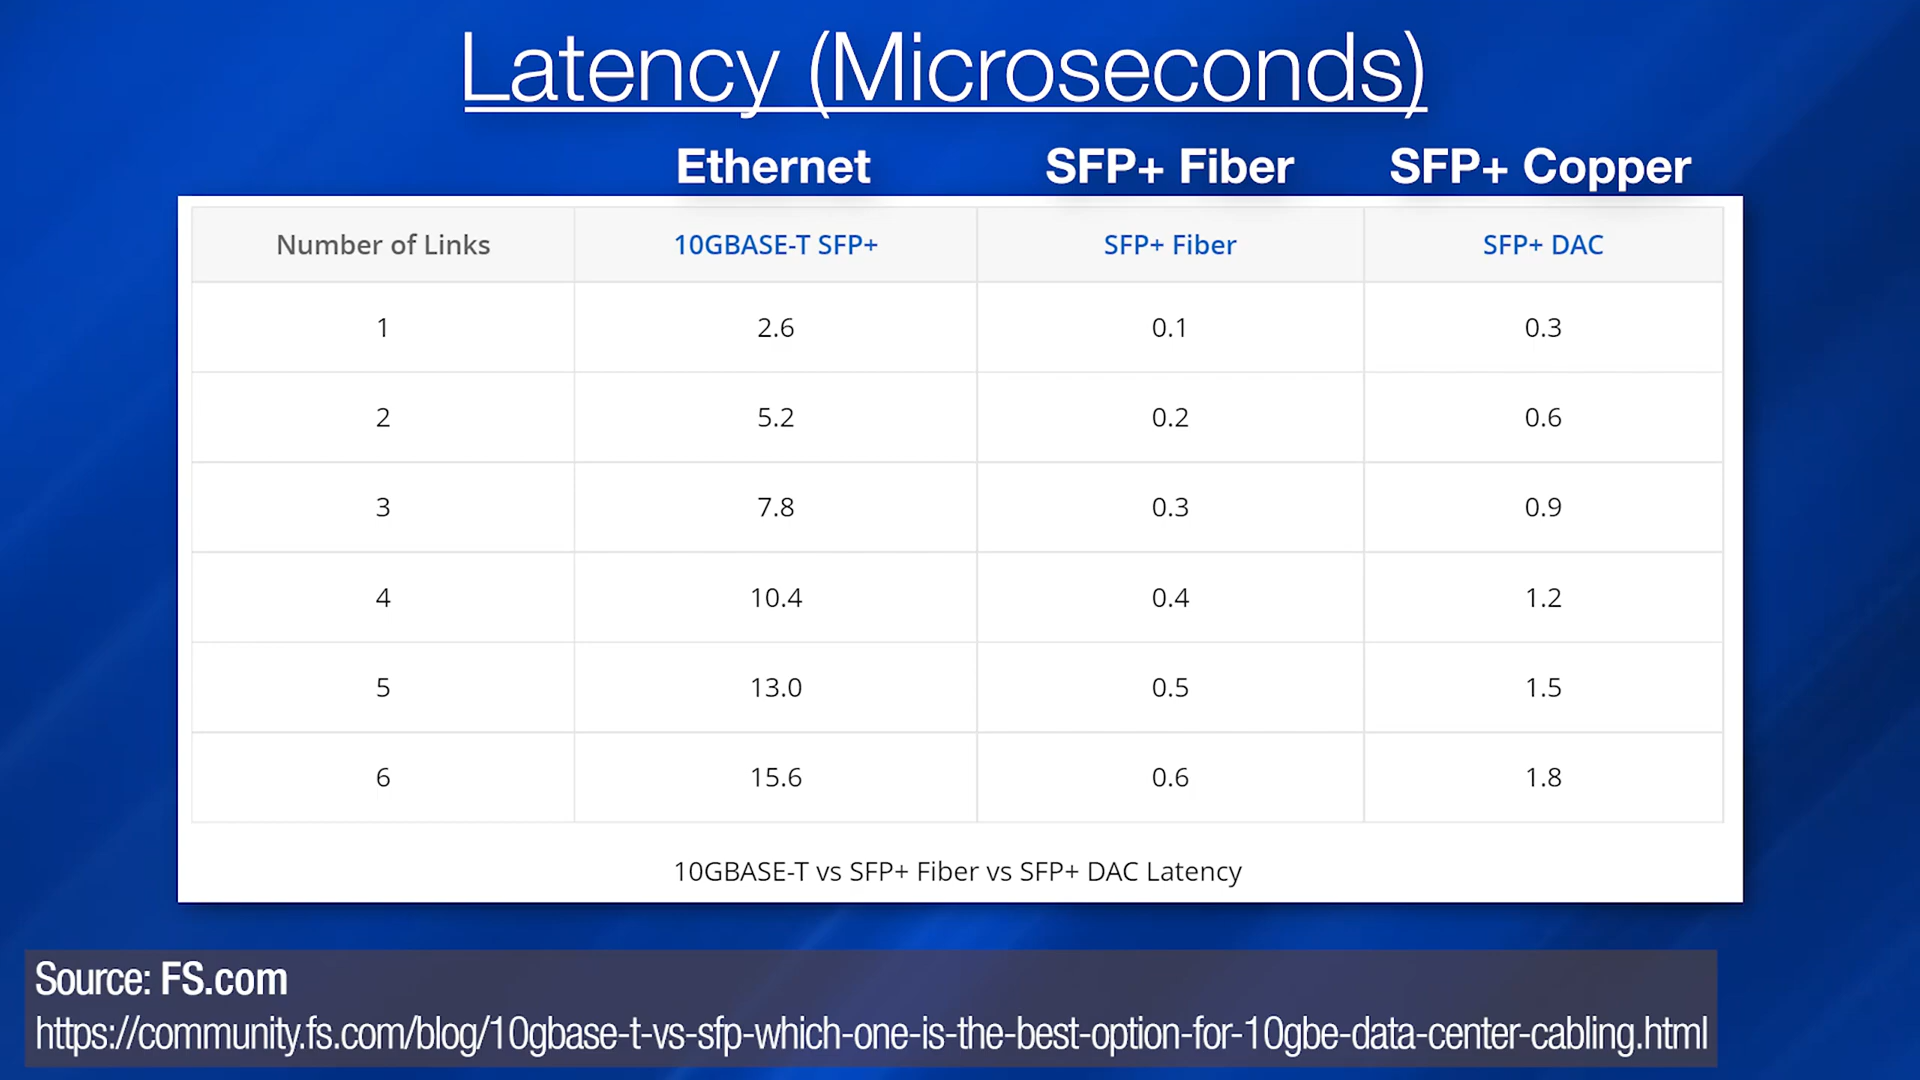 Latency (Microseconds)
Ethernet SFP+ Fiber SFP+ Copper
Number of Links 10GBASE-T SFP+ SFP+ Fiber SFP+ DAC
1 2.6 0.1 0.3
2 5.2 0.2 0.6
3 7.8 0.3 0.9
4 10.4 0.4 1.2
5 13.0 0.5 1.5
6 15.6 0.6 1.8
10GBASE-T vs SFP+ Fiber vs SFP+ DAC Latency
Source: FS.com
https://community.fs.com/blog/10gbase-t-vs-sfp-which-one-is-the-best-option-for-10gbe-data-center-cabling.html